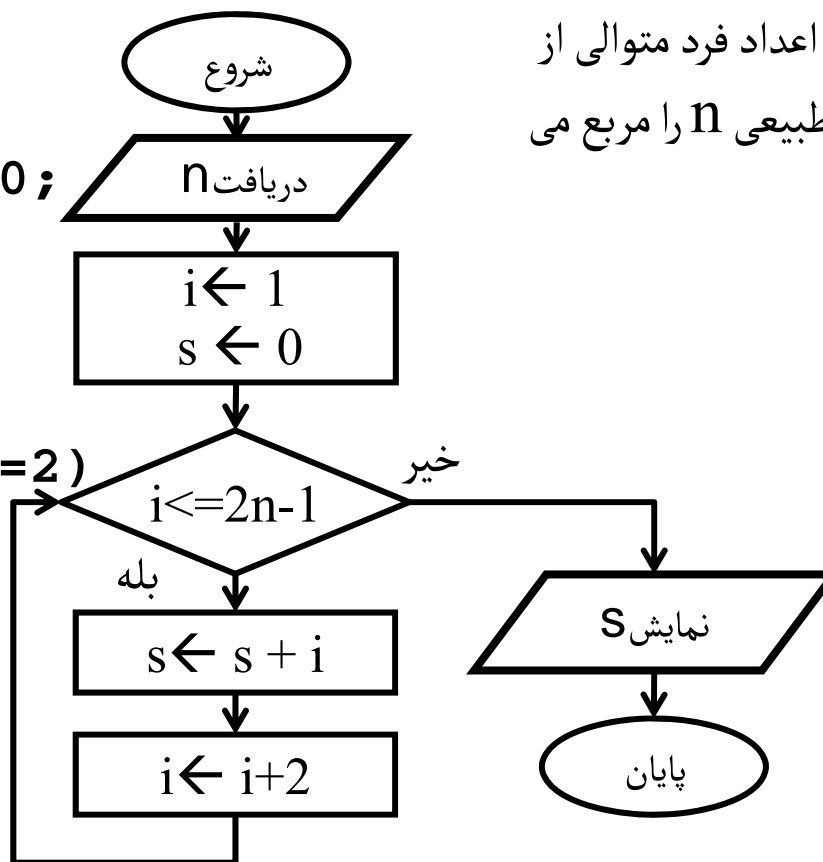 اعداد فرد متوالی از
n را مربع می
شروع
دریافت n
0;
i← 1
s ← 0
=2)
i<=2n-1
خیر
بله
s← s + i
i← i+2
نمایش s
پایان